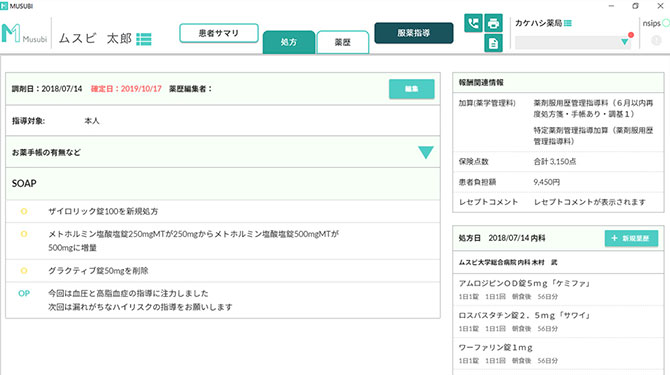 MUSUBI
Musubi
ムスビ 太郎
患者サマリ
処方
薬歴
服薬指導
カケハシ薬局
nsips
調剤日：2018/07/14 確定日：2019/10/17 薬歴編集者：
編集
指導対象: 本人
お薬手帳の有無など
SOAP
O ザイロリック錠100を新規処方
O メトホルミン塩酸塩錠250mgMTが250mgからメトホルミン塩酸塩錠500mgMTが
500mgに増量
O グラクティブ錠50mgを削除
OP 今回は血圧と高脂血症の指導に注力しました
次回は漏れがちなハイリスクの指導をお願いします
報酬関連情報
加算(薬学管理料) 薬剤服用歴管理指導料（６月以内再
度処方箋・手帳あり・調基１）
特定薬剤管理指導加算（薬剤服用歴
管理指導料）
保険点数 合計 3,150点
患者負担額 9,450円
レセプトコメント レセプトコメントが表示されます
処方日 2018/07/14 内科
+ 新規薬歴
ムスビ大学総合病院 内科 木村 武
アムロジピンＯＤ錠５ｍｇ「ケミファ」
1日1錠 1日1回 朝食後 56日分
ロスバスタチン錠２．５ｍｇ「サワイ」
1日1錠 1日1回 朝食後 56日分
ワーファリン錠１ｍｇ
1日1錠 1日1回 朝食後 56日分